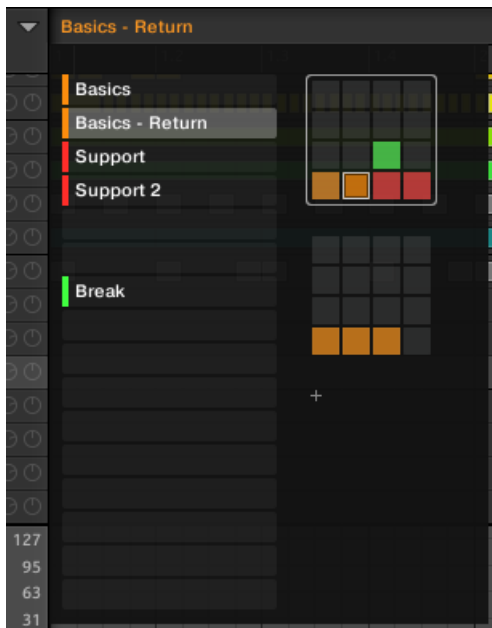 Basics - Return
Basics
Basics - Return
Support
Support 2
Break
+
127
95
63
31